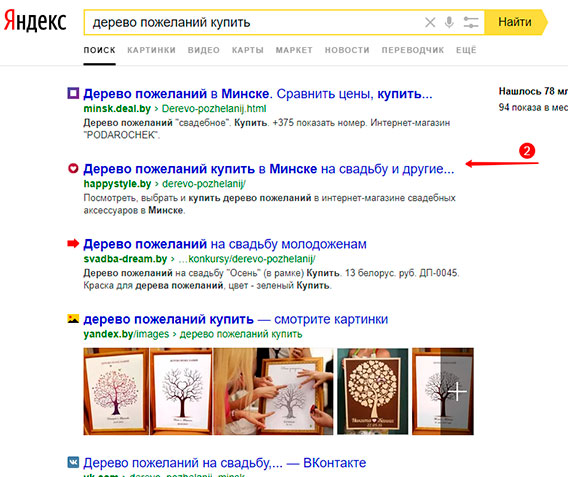 Яндекс
дерево пожеланий купить
Найти
ПОИСК КАРТИНКИ ВИДЕО КАРТЫ МАРКЕТ НОВОСТИ ПЕРЕВОДЧИК ЕЩЁ
Дерево пожеланий в Минске. Сравнить цены, купить...
minsk.deal.by › Derevo-pozhelanij.html
Дерево пожеланий "свадебное". Купить. +375 показать номер. Интернет-магазин
"PODAROCHEK".
Нашлось 78 мл
94 показа в мес
2
Дерево пожеланий купить в Минске на свадьбу и другие...
happystyle.by › derevo-pozhelanij/
Посмотреть, выбрать и купить дерево пожеланий в интернет-магазине свадебных
аксессуаров в Минске.
Дерево пожеланий на свадьбу молодоженам
svadba-dream.by › ...konkursy/derevo-pozhelanij/
Дерево пожеланий на свадьбу "Осень" (в рамке) Купить. 13 белорус. руб. ДП-0045.
Краска для дерева пожеланий, цвет - зеленый Купить.
дерево пожеланий купить — смотрите картинки
yandex.by/images › дерево пожеланий купить
Дерево пожеланий на свадьбу,... — ВКонтакте
vk.com › derevo_pozhelanij_minsk